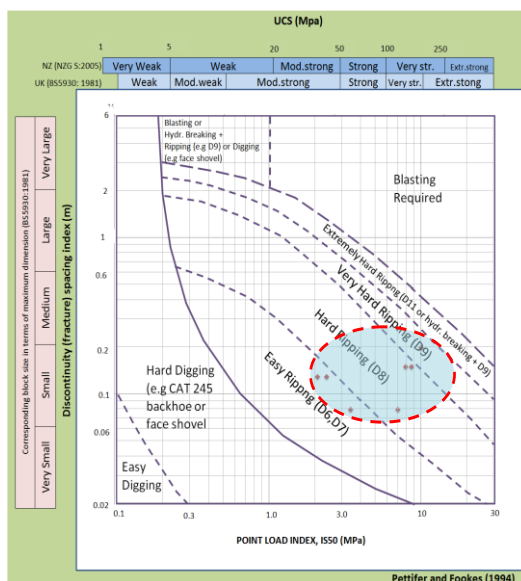 UCS (Mpa)
1 5 20 50 100 250
NZ (NZG S:2005) Very Weak Weak Mod.strong Strong Very str. Extr.strong
UK (BS5930: 1981) Weak Mod.weak Mod.strong Strong Very str. Extr.stong
Corresponding block size in terms of maximum dimension (BS5930:1981)
Very Large
Large
Medium
Small
Very Small
Discontinuity (fracture) spacing index (m)
6
2
1
0.6
0.2
0.1
0.06
0.02
Blasting or
Hydr. Breaking +
Ripping (e.g D9) or Digging
(e.g face shovel)
Blasting
Required
Extremely Hard Rippng (D11 or hydr. breaking + D9)
Very Hard Ripping (D9)
Hard Ripping (D8)
Easy Rippng (D6,D7)
Hard Digging
(e.g CAT 245
backhoe or
face shovel
Easy
Digging
0.1 0.3 1.0 3.0 10 30
POINT LOAD INDEX, IS50 (MPa)
Pettifer and Fookes (1994)